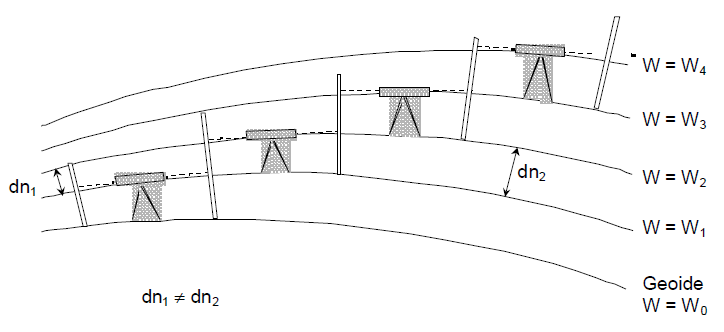 W = W₄
W = W₃
dn₁
dn₂
W = W₂
W = W₁
Geoide
W = W₀
dn₁ ≠ dn₂